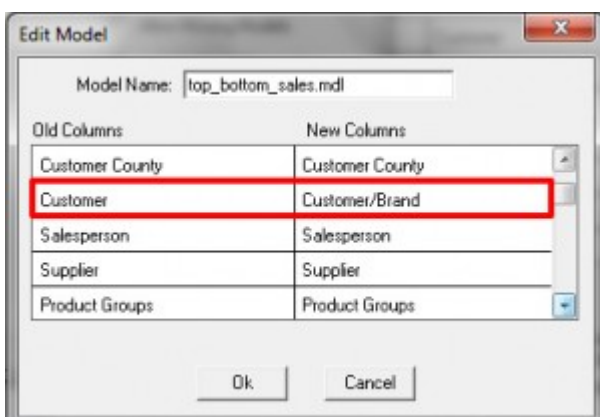 Edit Model
Model Name: top_bottom_sales.mdl
Old Columns New Columns
Customer County Customer County
Customer Customer/Brand
Salesperson Salesperson
Supplier Supplier
Product Groups Product Groups
Ok Cancel